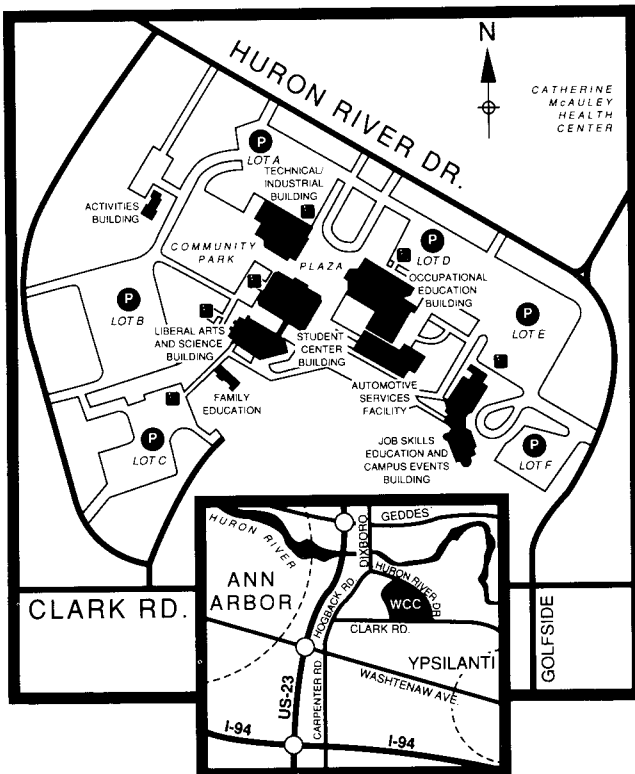 HURON RIVER DR.
N
CATHERINE
McAULEY
HEALTH
CENTER
P
LOT A
TECHNICAL/
INDUSTRIAL
BUILDING
ACTIVITIES
BUILDING
COMMUNITY
PARK
PLAZA
P
LOT D
OCCUPATIONAL
EDUCATION
BUILDING
P
LOT B
P
LOT E
LIBERAL ARTS
AND SCIENCE
BUILDING
STUDENT
CENTER
BUILDING
FAMILY
EDUCATION
AUTOMOTIVE
SERVICES
FACILITY
P
LOT C
JOB SKILLS
EDUCATION AND
CAMPUS EVENTS
BUILDING
P
LOT F
CLARK RD.
GOLFSIDE
HURON RIVER
DIXBORO
GEDDES
ANN
ARBOR
HOGBACK RD.
HURON RIVER DR
WCC
CLARK RD.
YPSILANTI
WASHTENAW AVE.
US-23
CARPENTER RD.
I-94
I-94